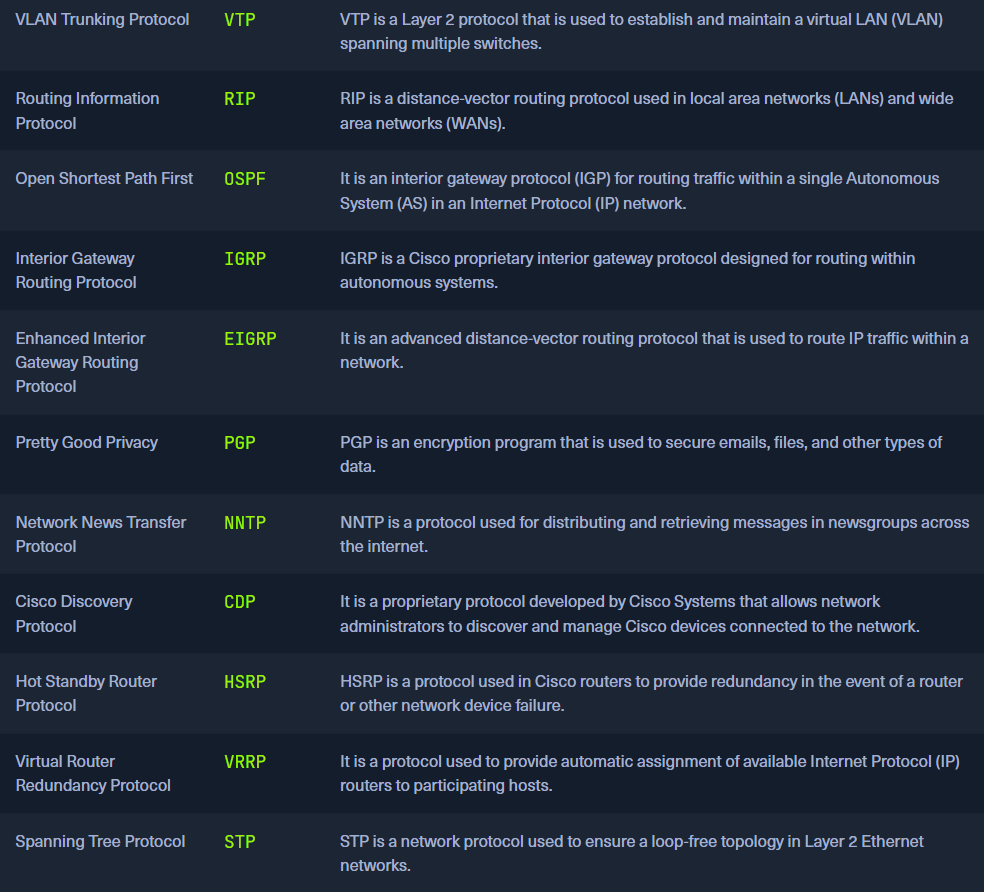 VLAN Trunking Protocol VTP VTP is a Layer 2 protocol that is used to establish and maintain a virtual LAN (VLAN)
spanning multiple switches.
Routing Information RIP RIP is a distance-vector routing protocol used in local area networks (LANs) and wide
Protocol area networks (WANs).
Open Shortest Path First OSPF It is an interior gateway protocol (IGP) for routing traffic within a single Autonomous
System (AS) in an Internet Protocol (IP) network.
Interior Gateway IGRP IGRP is a Cisco proprietary interior gateway protocol designed for routing within
Routing Protocol autonomous systems.
Enhanced Interior EIGRP It is an advanced distance-vector routing protocol that is used to route IP traffic within a
Gateway Routing network.
Protocol
Pretty Good Privacy PGP PGP is an encryption program that is used to secure emails, files, and other types of
data.
Network News Transfer NNTP NNTP is a protocol used for distributing and retrieving messages in newsgroups across
Protocol the internet.
Cisco Discovery CDP It is a proprietary protocol developed by Cisco Systems that allows network
Protocol administrators to discover and manage Cisco devices connected to the network.
Hot Standby Router HSRP HSRP is a protocol used in Cisco routers to provide redundancy in the event of a router
Protocol or other network device failure.
Virtual Router VRRP It is a protocol used to provide automatic assignment of available Internet Protocol (IP)
Redundancy Protocol routers to participating hosts.
Spanning Tree Protocol STP STP is a network protocol used to ensure a loop-free topology in Layer 2 Ethernet
networks.